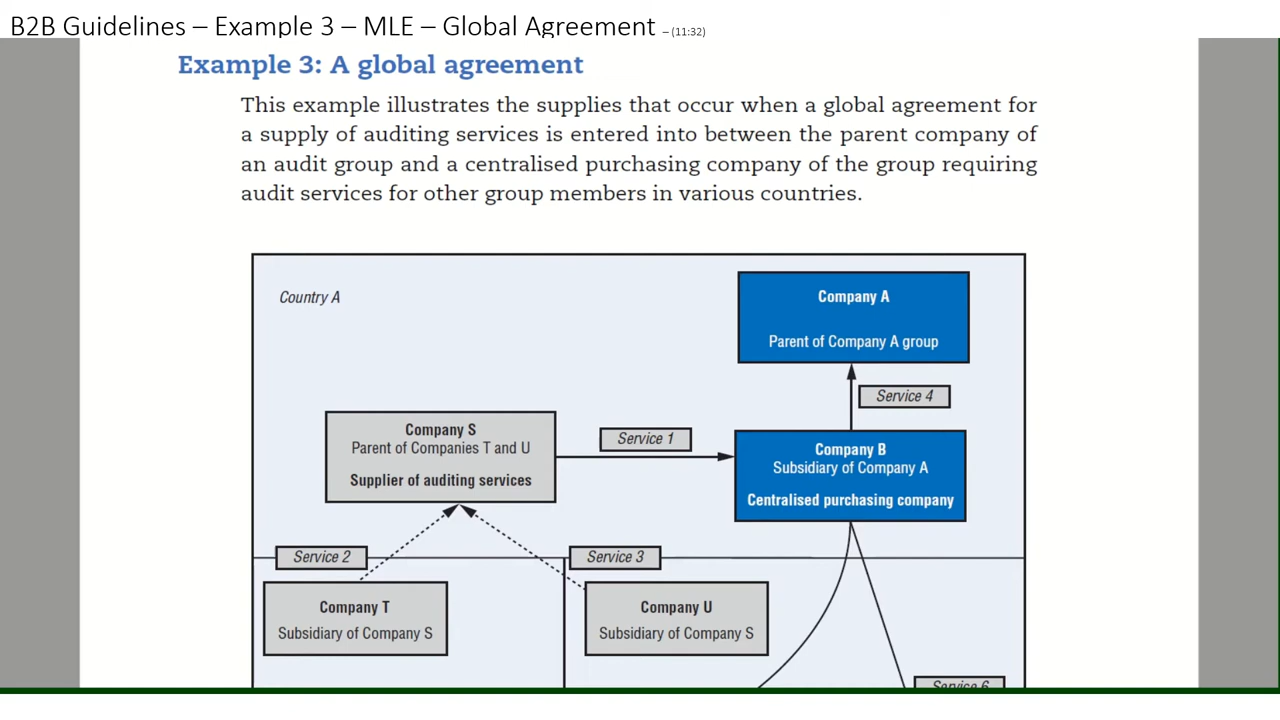 B2B Guidelines – Example 3 – MLE – Global Agreement – (11:32)
Example 3: A global agreement
This example illustrates the supplies that occur when a global agreement for
a supply of auditing services is entered into between the parent company of
an audit group and a centralised purchasing company of the group requiring
audit services for other group members in various countries.
Country A
Company A
Parent of Company A group
Service 4
Company S
Parent of Companies T and U
Supplier of auditing services
Service 1
Company B
Subsidiary of Company A
Centralised purchasing company
Service 2
Service 3
Company T
Subsidiary of Company S
Company U
Subsidiary of Company S
Service 6